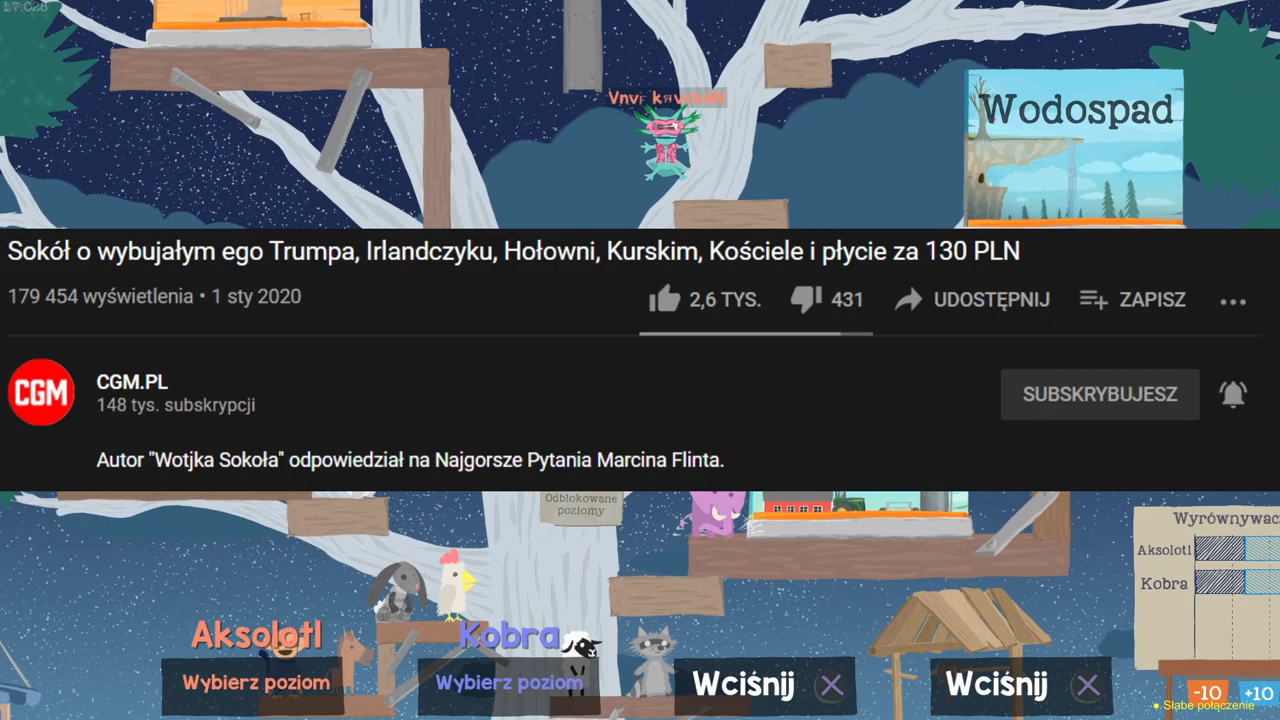 Wodospad
Sokół o wybujałym ego Trumpa, Irlandczyku, Hołowni, Kurskim, Kościele i płycie za 130 PLN
179 454 wyświetlenia • 1 sty 2020
2,6 TYS.
431
UDOSTĘPNIJ
ZAPISZ
CGM
CGM.PL
148 tys. subskrypcji
SUBSKRYBUJESZ
Autor "Wotjka Sokoła" odpowiedział na Najgorsze Pytania Marcina Flinta.
Odblokowane
poziomy
Wyrównywac
Aksolotl
Kobra
Aksolotl
Wybierz poziom
Kobra
Wybierz poziom
Wciśnij
Wciśnij
-10
+10
• Słabe połączenie